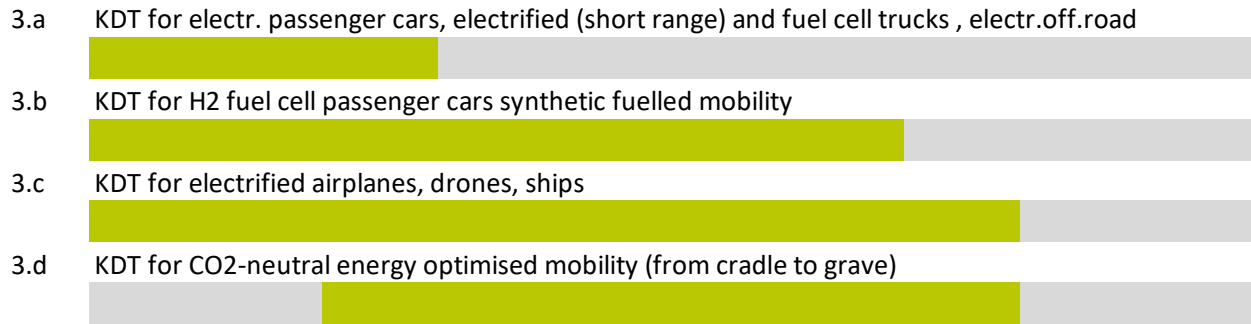 3.a KDT for electr. passenger cars, electrified (short range) and fuel cell trucks , electr.off.road
3.b KDT for H2 fuel cell passenger cars synthetic fuelled mobility
3.c KDT for electrified airplanes, drones, ships
3.d KDT for CO2-neutral energy optimised mobility (from cradle to grave)